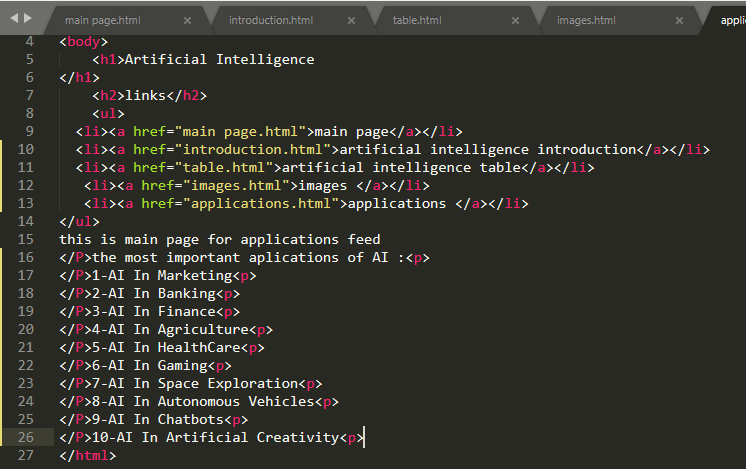 main page.html × introduction.html × table.html × images.html × appli
4 <body>
5 <h1>Artificial Intelligence
6 </h1>
7 <h2>links</h2>
8 <ul>
9 <li><a href="main page.html">main page</a></li>
10 <li><a href="introduction.html">artificial intelligence introduction</a></li>
11 <li><a href="table.html">artificial intelligence table</a></li>
12 <li><a href="images.html">images </a></li>
13 <li><a href="applications.html">applications </a></li>
14 </ul>
15 this is main page for applications feed
16 </P>the most important aplications of AI :<p>
17 </P>1-AI In Marketing<p>
18 </P>2-AI In Banking<p>
19 </P>3-AI In Finance<p>
20 </P>4-AI In Agriculture<p>
21 </P>5-AI In HealthCare<p>
22 </P>6-AI In Gaming<p>
23 </P>7-AI In Space Exploration<p>
24 </P>8-AI In Autonomous Vehicles<p>
25 </P>9-AI In Chatbots<p>
26 </P>10-AI In Artificial Creativity<p>
27 </html>